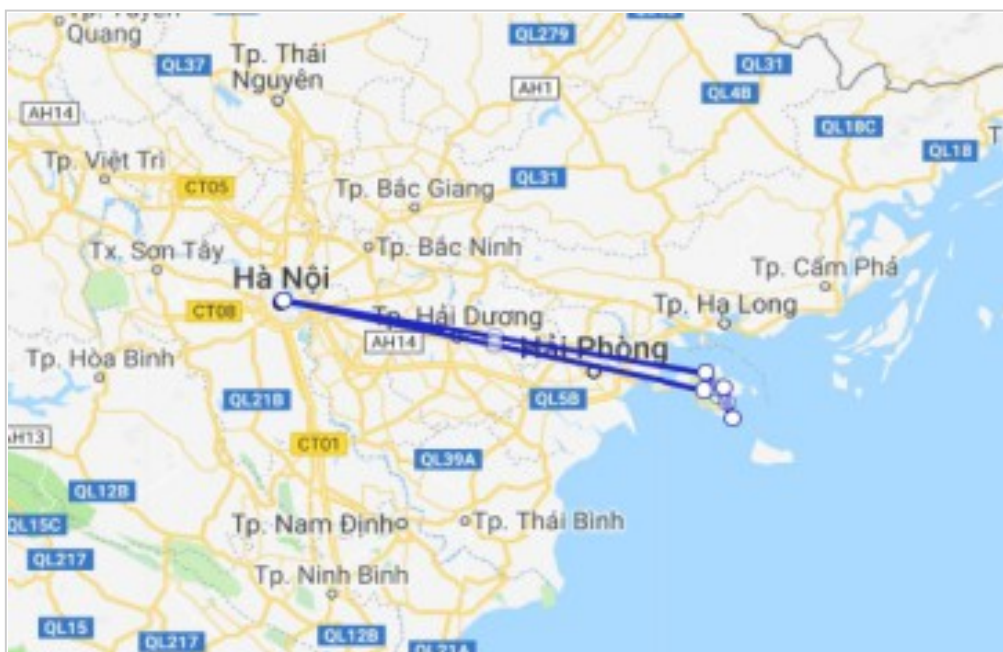 Tp. Tuyên
Quang
QL279
QL31
QL37
Tp. Thái
Nguyên
AH1
QL4B
AH14
QL18C
QL18
Tp. Việt Trì
CT05
QL31
Tp. Bắc Giang
Tx. Sơn Tây
Tp. Bắc Ninh
Hà Nội
Tp. Cẩm Phả
CT08
Tp. Hạ Long
Tp. Hải Dương
AH14
Hải Phòng
Tp. Hòa Bình
QL21B
QL5B
AH13
CT01
QL39A
QL12B
QL15C
Tp. Nam Định
Tp. Thái Bình
QL217
Tp. Ninh Bình
QL15
QL217
QL12B
QL21A